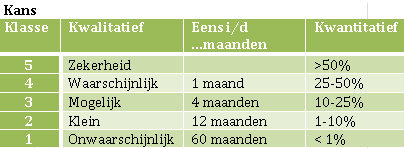 Kans
Klasse Kwalitatief Eens i/d ...maanden Kwantitatief
5 Zekerheid >50%
4 Waarschijnlijk 1 maand 25-50%
3 Mogelijk 4 maanden 10-25%
2 Klein 12 maanden 1-10%
1 Onwaarschijnlijk 60 maanden < 1%